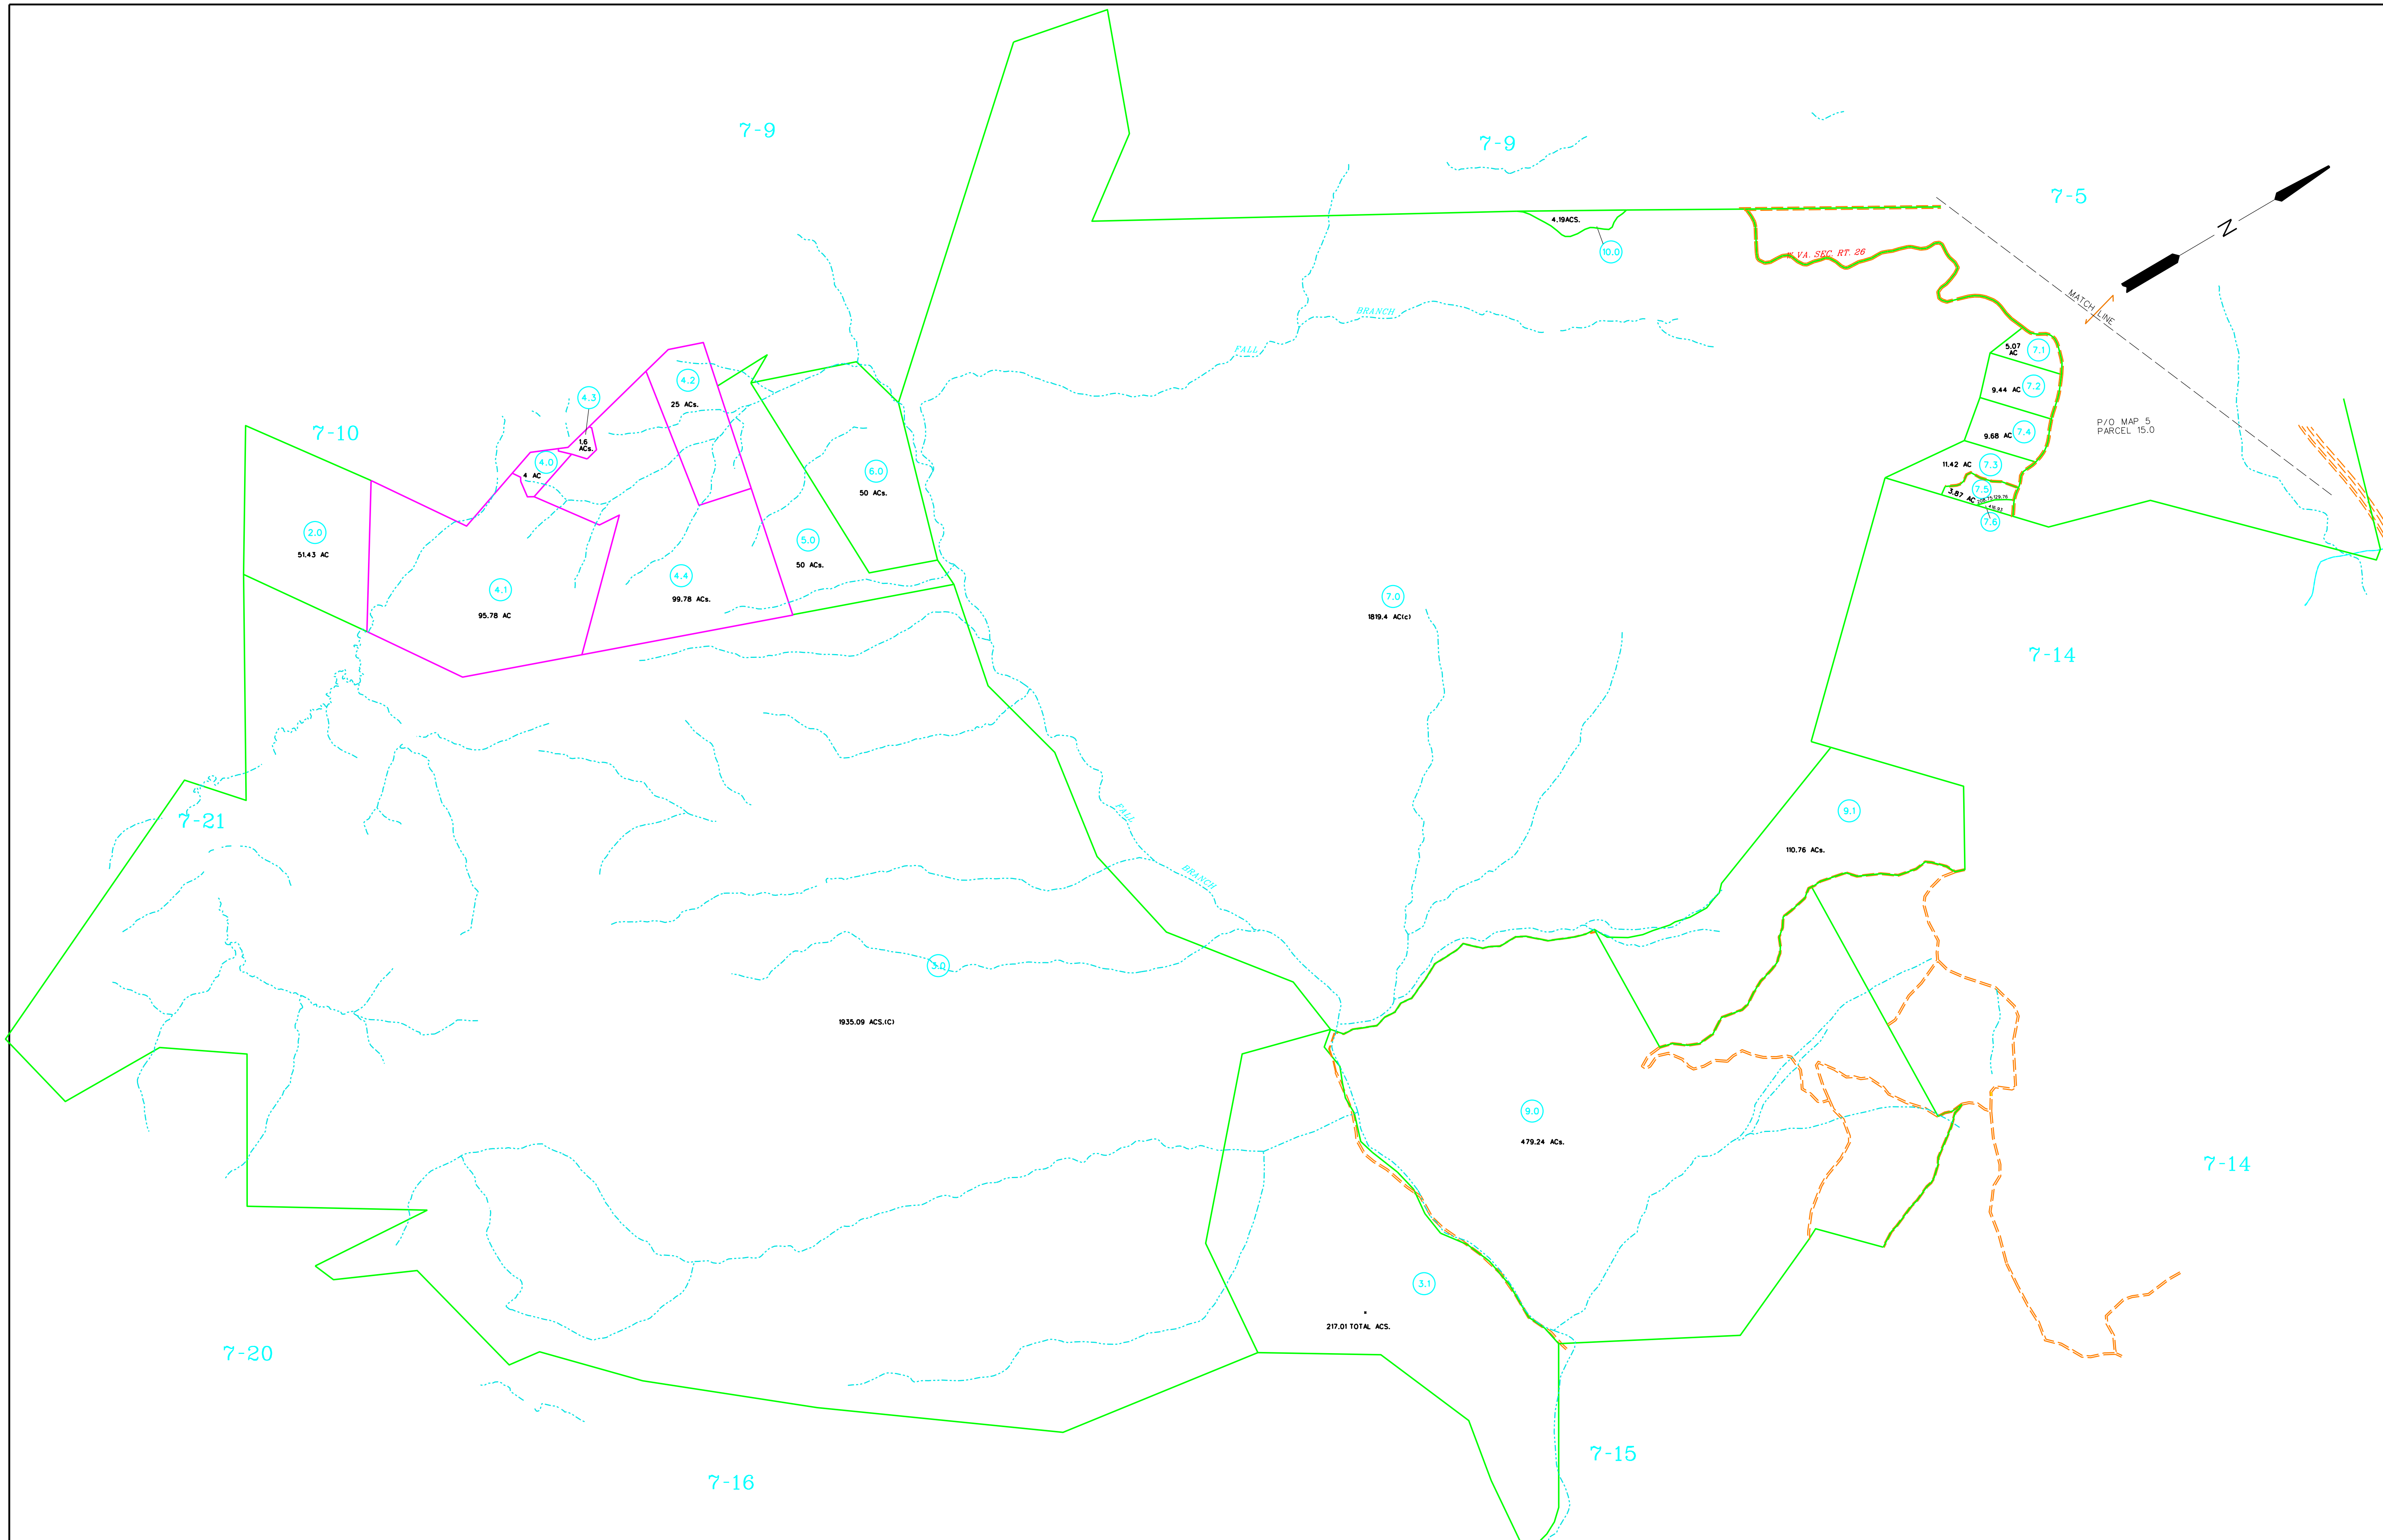 7-9
7-9
7-5
4.19ACS.
10.0
W. VA. SEC. RT. 26
N
MATCH LINE
BRANCH
FALL
5.07
AC
7.1
9.44 AC
7.2
P/O MAP 5
PARCEL 15.0
9.68 AC
7.4
11.42 AC
7.3
7.5
3.87 AC
7.6
4.2
25 ACs.
4.3
1.6
ACs.
7-10
4.0
4 AC
6.0
50 ACs.
2.0
51.43 AC
5.0
50 ACs.
4.4
99.78 ACs.
4.1
95.78 AC
7.0
1819.4 AC(c)
7-14
7-21
FALL
BRANCH
9.1
110.76 ACs.
3.0
1935.09 ACS.(C)
9.0
479.24 ACs.
7-14
3.1
217.01 TOTAL ACS.
7-20
7-15
7-16